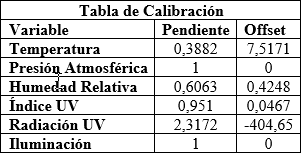 Tabla de Calibración
Variable Pendiente Offset
Temperatura 0,3882 7,5171
Presión Atmosférica 1 0
Humedad Relativa 0,6063 0,4248
Índice UV 0,951 0,0467
Radiación UV 2,3172 -404,65
Iluminación 1 0